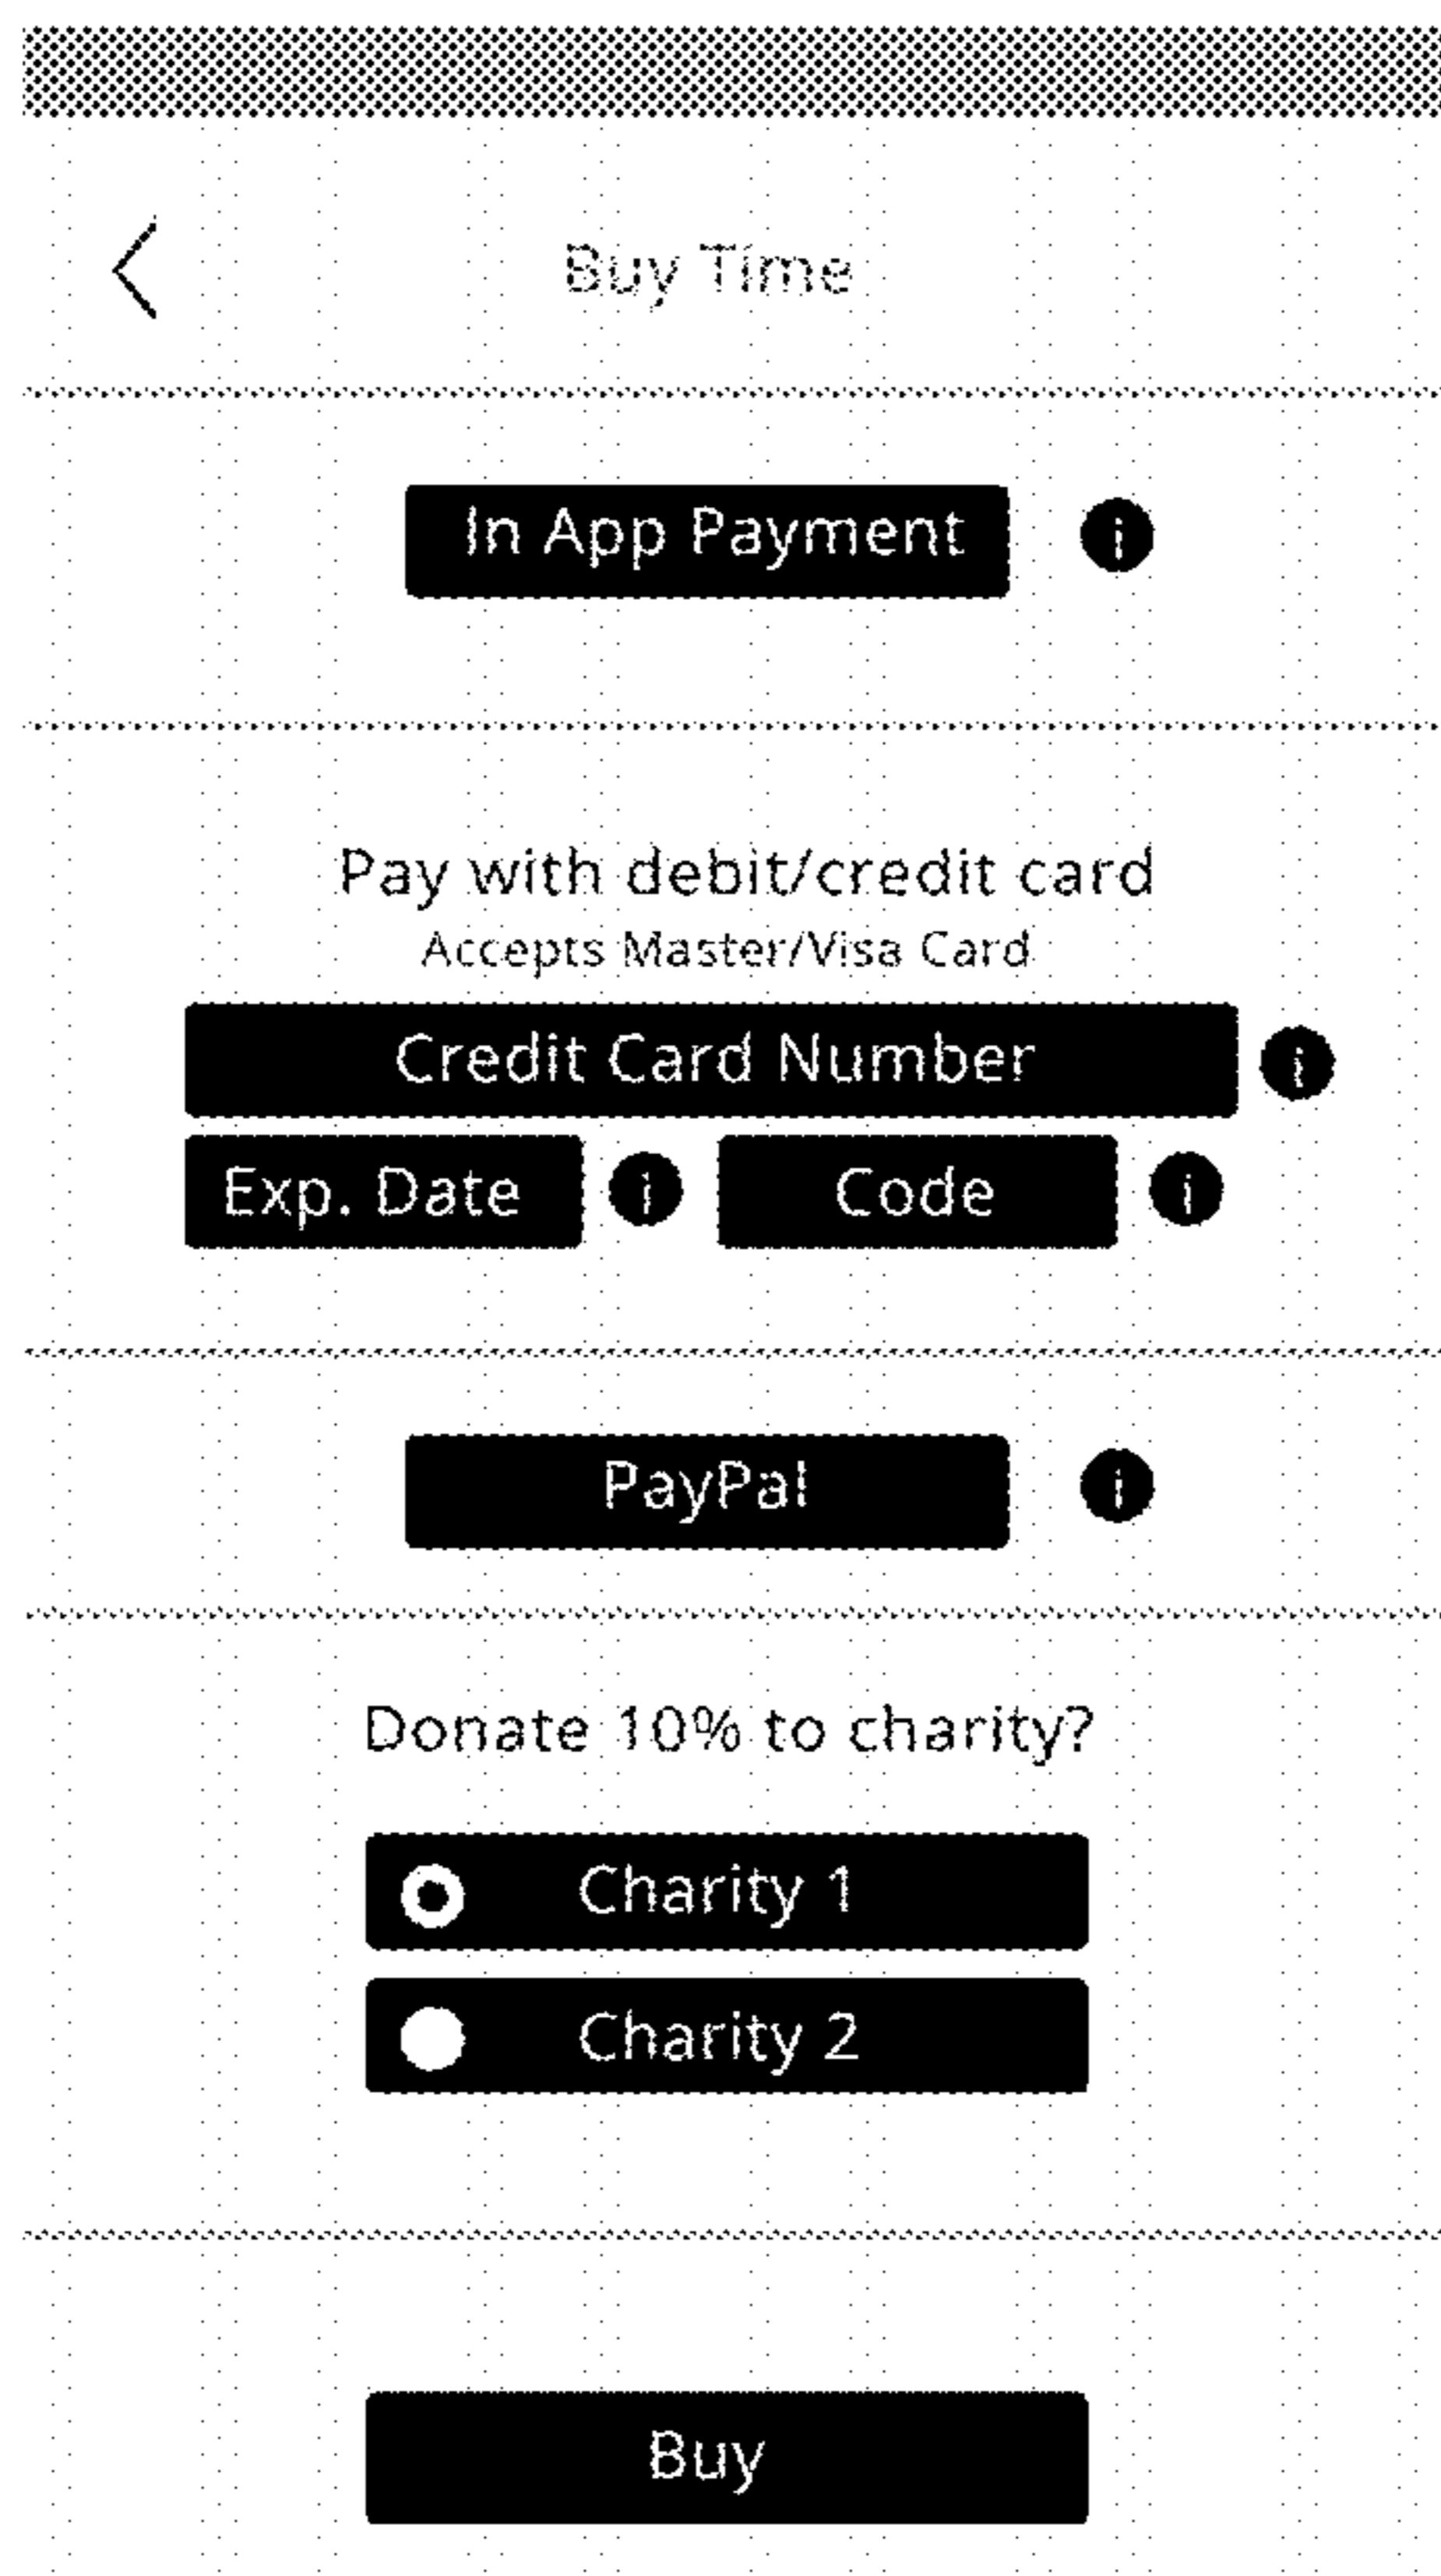 Buy Time
In App Payment i
Pay with debit/credit card
Accepts Master/Visa Card
Credit Card Number i
Exp. Date i Code i
PayPal i
Donate 10% to charity?
Charity 1
Charity 2
Buy